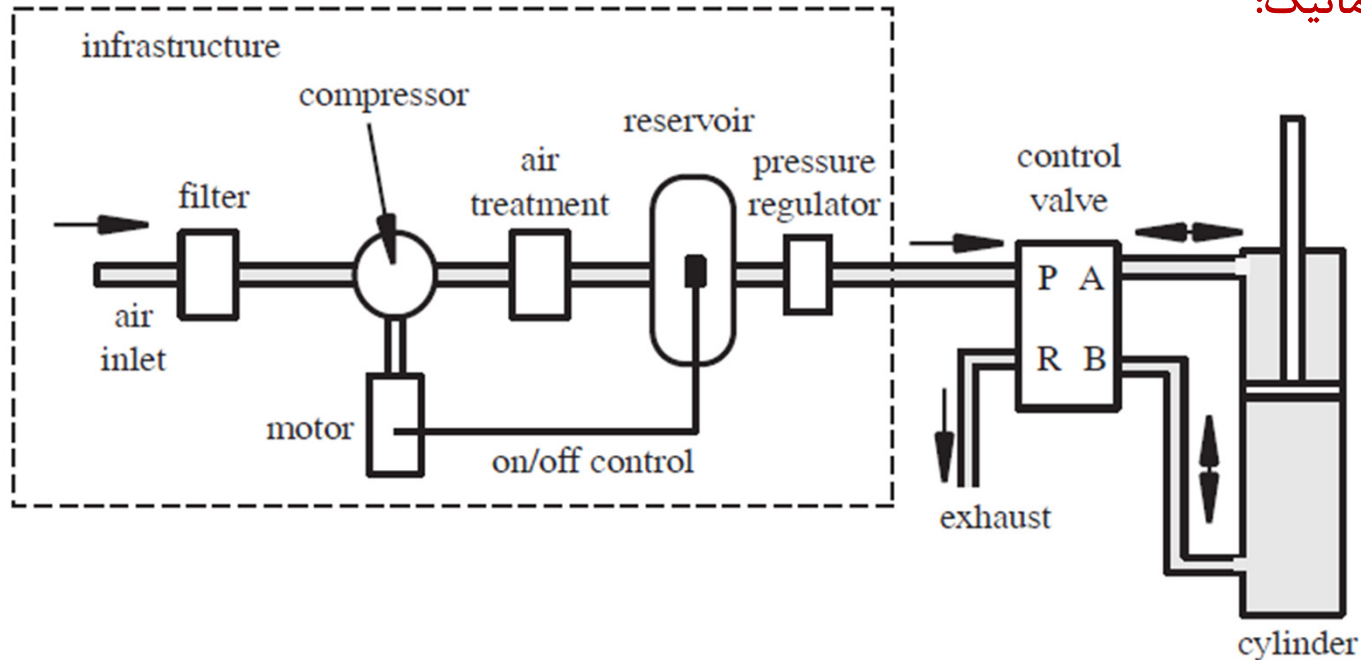 infrastructure
compressor
reservoir
air
treatment
pressure
regulator
control
valve
filter
P A
R B
air
inlet
motor
on/off control
exhaust
cylinder